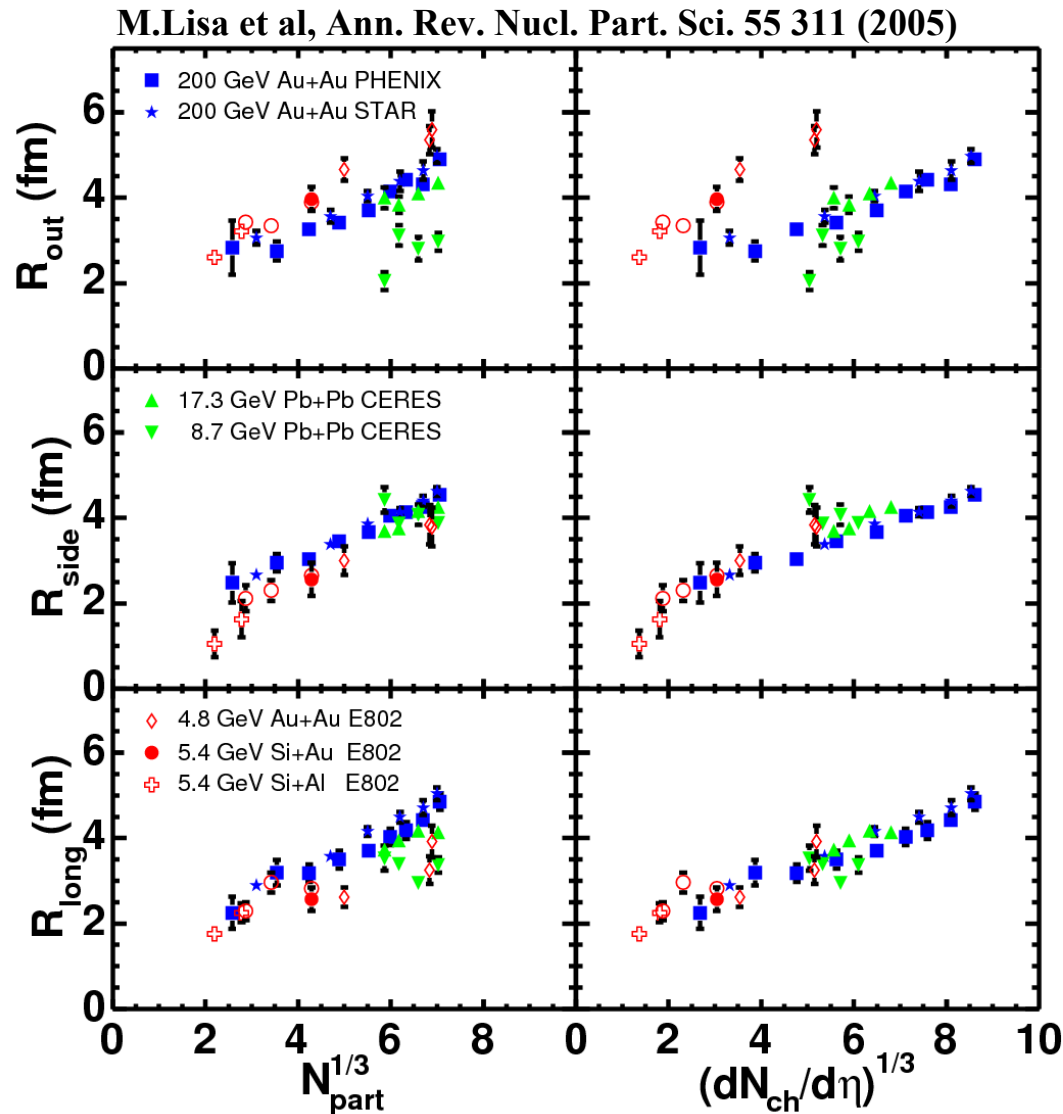 M.Lisa et al, Ann. Rev. Nucl. Part. Sci. 55 311 (2005)
R_out (fm)
6
4
2
0
200 GeV Au+Au PHENIX
200 GeV Au+Au STAR
R_side (fm)
6
4
2
0
17.3 GeV Pb+Pb CERES
8.7 GeV Pb+Pb CERES
R_long (fm)
6
4
2
0
4.8 GeV Au+Au E802
5.4 GeV Si+Au E802
5.4 GeV Si+Al E802
0 2 4 6 8 0 2 4 6 8 10
N_part^1/3
(dN_ch/dη)^1/3